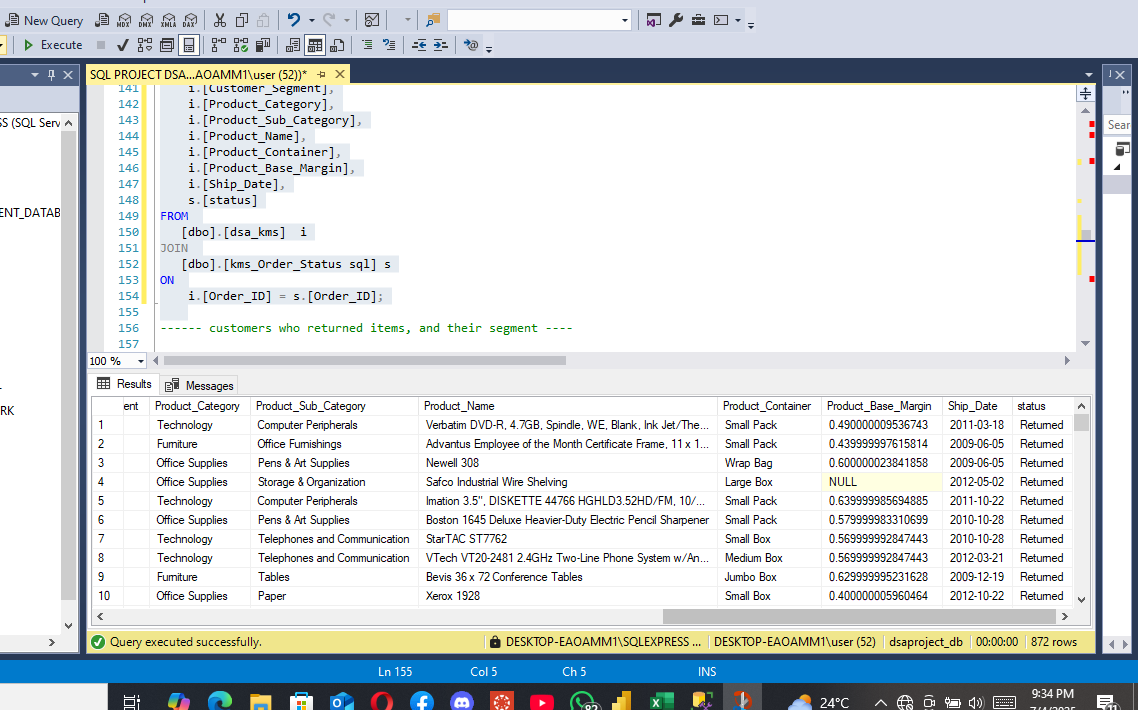 New Query
MDX DMX XMLA DAX
Execute
SQL PROJECT DSA...AOAMM1\user (52))*
SS (SQL Serv
ENT_DATAB
RK
Sear
141 i.[Customer_Segment],
142 i.[Product_Category],
143 i.[Product_Sub_Category],
144 i.[Product_Name],
145 i.[Product_Container],
146 i.[Product_Base_Margin],
147 i.[Ship_Date],
148 s.[status]
149 FROM
150 [dbo].[dsa_kms] i
151 JOIN
152 [dbo].[kms_Order_Status sql] s
153 ON
154 i.[Order_ID] = s.[Order_ID];
155
156 ------ customers who returned items, and their segment ----
157
100 %
Results Messages
ent Product_Category Product_Sub_Category Product_Name Product_Container Product_Base_Margin Ship_Date status
1 Technology Computer Peripherals Verbatim DVD-R, 4.7GB, Spindle, WE, Blank, Ink Jet/The... Small Pack 0.490000009536743 2011-03-18 Returned
2 Furniture Office Furnishings Advantus Employee of the Month Certificate Frame, 11 x 1... Small Pack 0.439999997615814 2009-06-05 Returned
3 Office Supplies Pens & Art Supplies Newell 308 Wrap Bag 0.600000023841858 2009-06-05 Returned
4 Office Supplies Storage & Organization Safco Industrial Wire Shelving Large Box NULL 2012-05-02 Returned
5 Technology Computer Peripherals Imation 3.5", DISKETTE 44766 HGHLD3.52HD/FM, 10/... Small Pack 0.639999985694885 2011-10-22 Returned
6 Office Supplies Pens & Art Supplies Boston 1645 Deluxe Heavier-Duty Electric Pencil Sharpener Small Pack 0.579999983310699 2010-10-28 Returned
7 Technology Telephones and Communication StarTAC ST7762 Small Box 0.569999992847443 2010-10-28 Returned
8 Technology Telephones and Communication VTech VT20-2481 2.4GHz Two-Line Phone System w/An... Medium Box 0.569999992847443 2012-03-21 Returned
9 Furniture Tables Bevis 36 x 72 Conference Tables Jumbo Box 0.629999995231628 2009-12-19 Returned
10 Office Supplies Paper Xerox 1928 Small Box 0.400000005960464 2012-10-22 Returned
Query executed successfully. DESKTOP-EAOAMM1\SQLEXPRESS ... DESKTOP-EAOAMM1\user (52) dsaproject_db 00:00:00 872 rows
Ln 155 Col 5 Ch 5 INS
24°C
9:34 PM